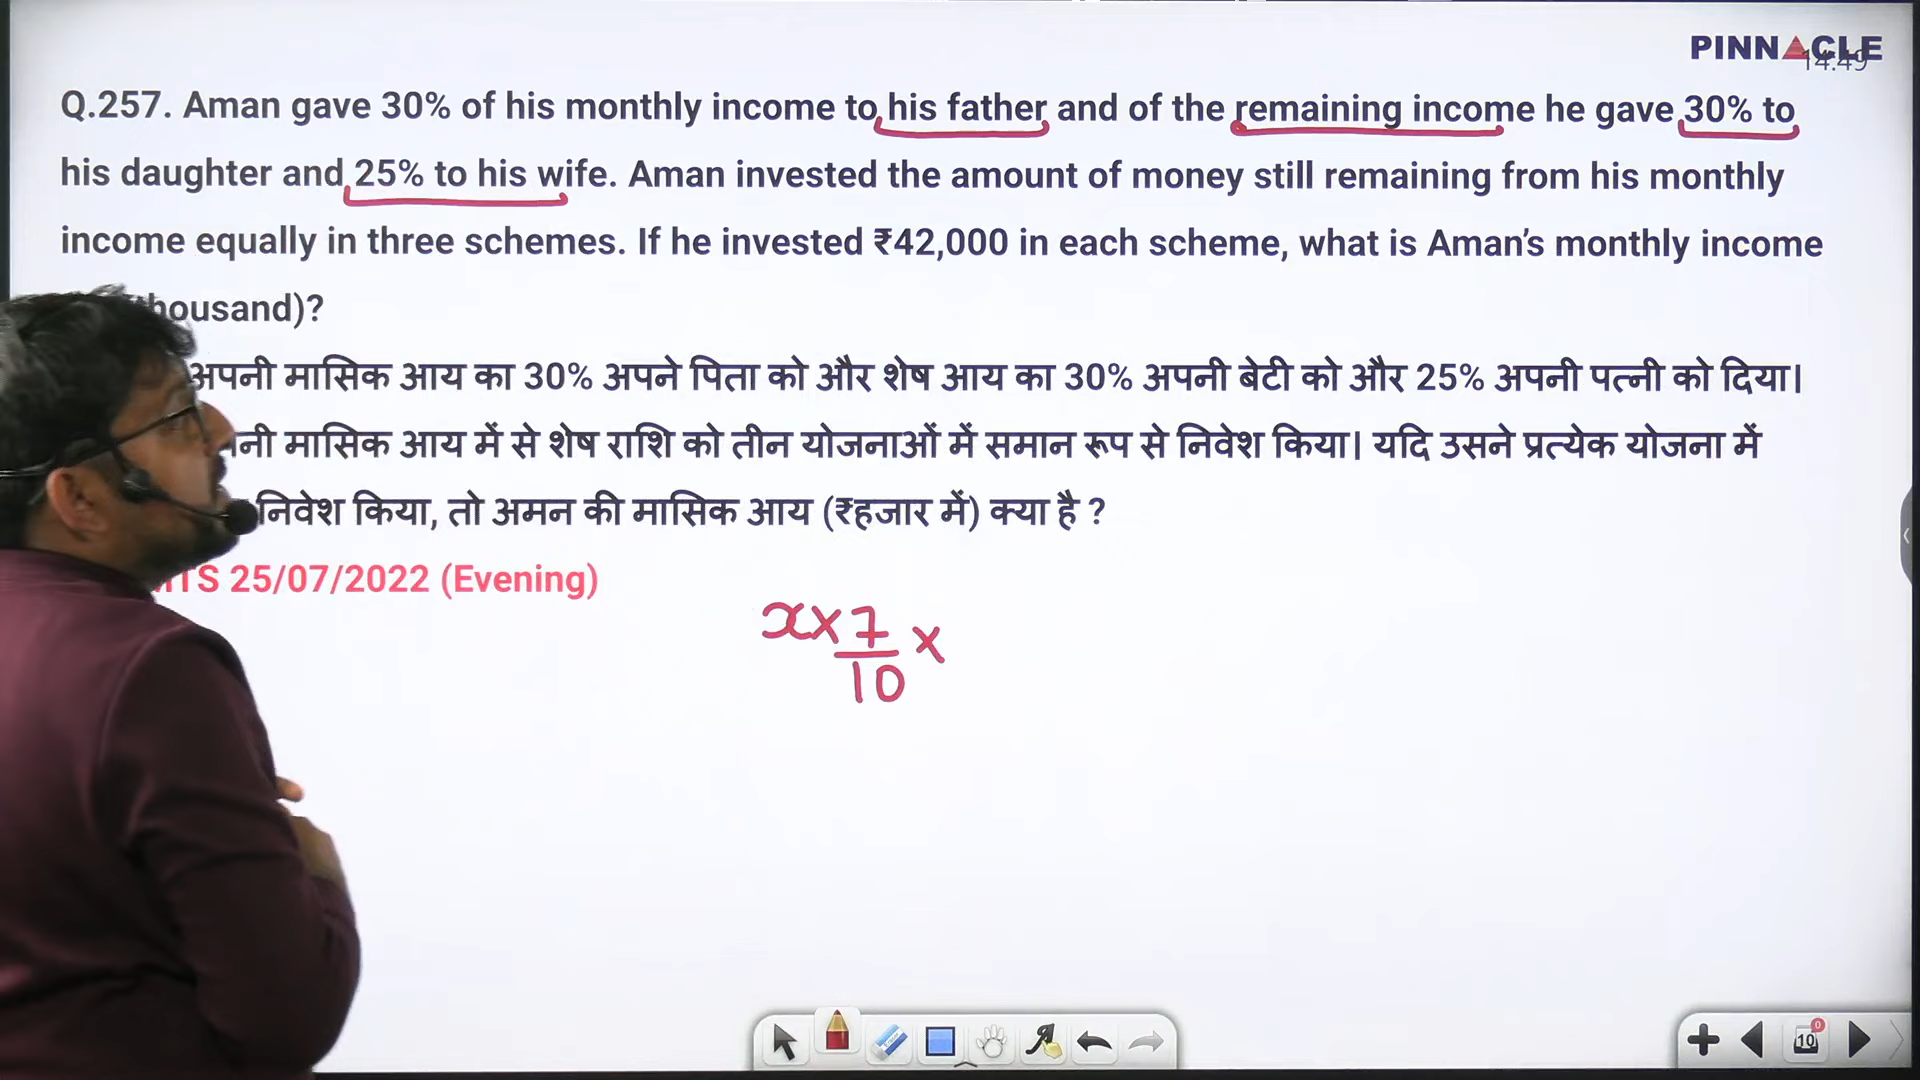 PINNACLE
14:49
Q.257. Aman gave 30% of his monthly income to his father and of the remaining income he gave 30% to
his daughter and 25% to his wife. Aman invested the amount of money still remaining from his monthly
income equally in three schemes. If he invested ₹42,000 in each scheme, what is Aman’s monthly income
housand)?
अपनी मासिक आय का 30% अपने पिता को और शेष आय का 30% अपनी बेटी को और 25% अपनी पत्नी को दिया।
नी मासिक आय में से शेष राशि को तीन योजनाओं में समान रूप से निवेश किया। यदि उसने प्रत्येक योजना में
निवेश किया, तो अमन की मासिक आय (₹हजार में) क्या है ?
MTS 25/07/2022 (Evening)
x×7/10×
0
10